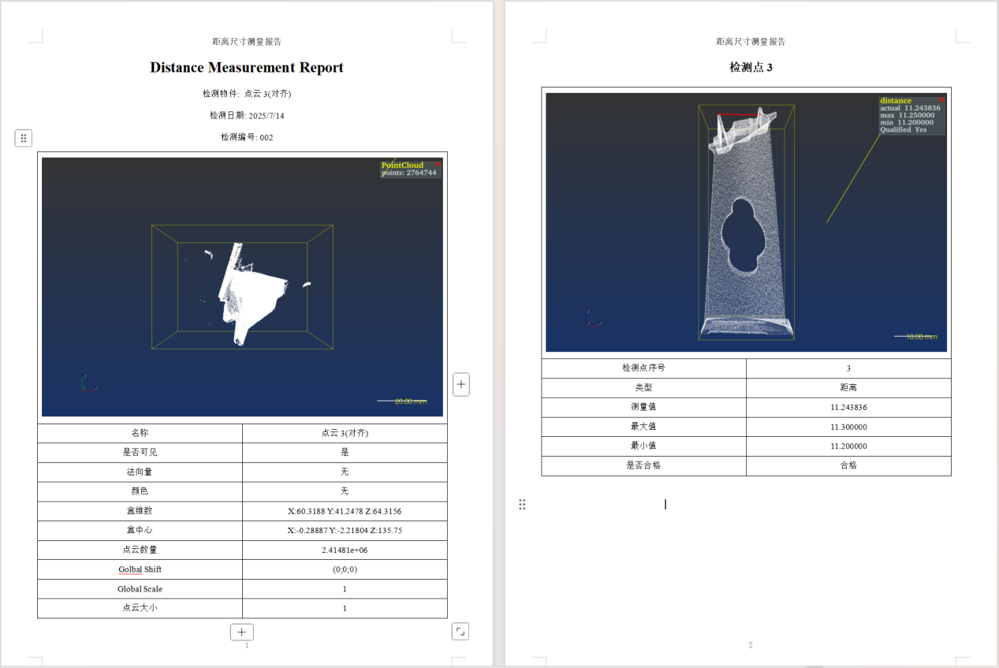 距离尺寸测量报告
Distance Measurement Report
检测物件: 点云 3(对齐)
检测日期: 2025/7/14
检测编号: 002
PointCloud
points: 2764744
20.00 mm
名称 点云 3(对齐)
是否可见 是
法向量 无
颜色 无
盒维数 X:60.3188 Y:41.2478 Z:64.3156
盒中心 X:-0.28887 Y:-2.21804 Z:135.75
点云数量 2.41481e+06
Golbal Shift (0;0;0)
Global Scale 1
点云大小 1
1
距离尺寸测量报告
检测点 3
distance
actual 11.243836
max 11.250000
min 11.200000
Qualified Yes
10.00 mm
检测点序号 3
类型 距离
测量值 11.243836
最大值 11.300000
最小值 11.200000
是否合格 合格
2